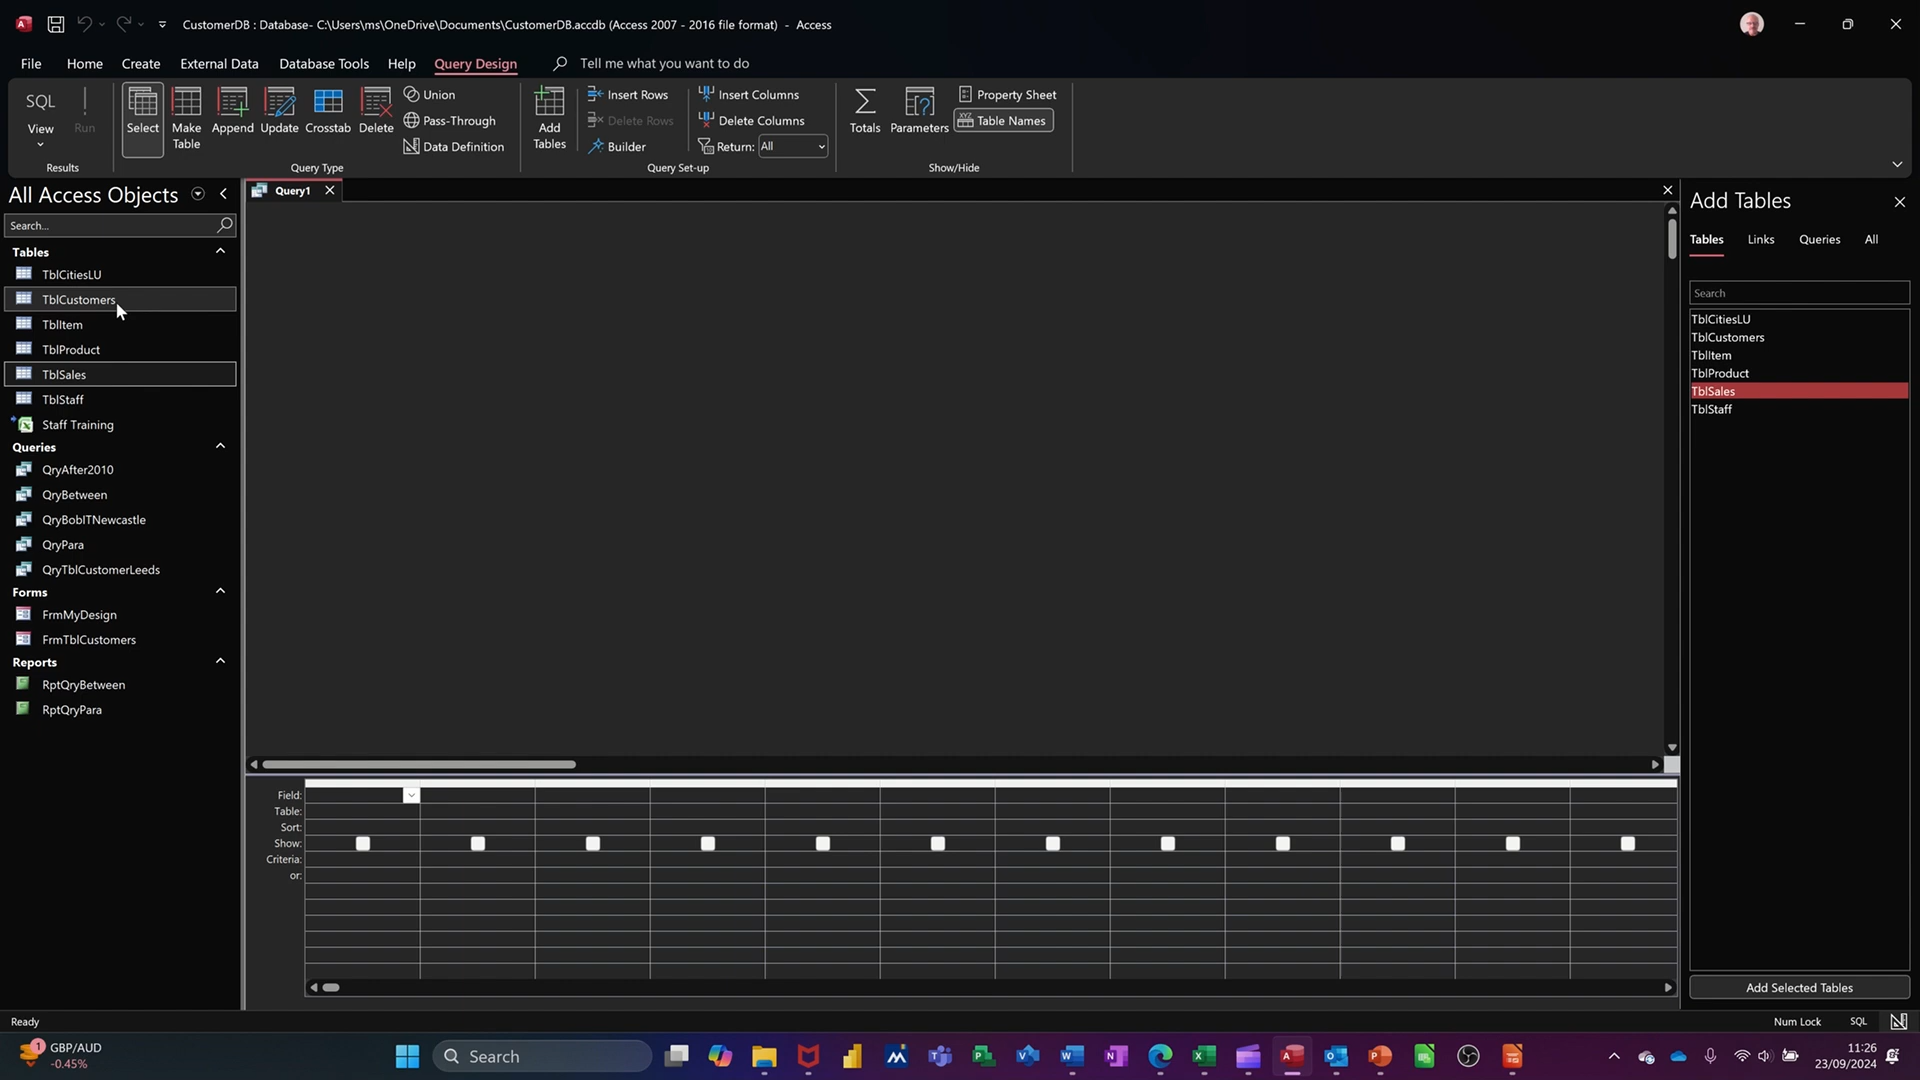 CustomerDB : Database- C:\Users\ms\OneDrive\Documents\CustomerDB.accdb (Access 2007 - 2016 file format) - Access
File Home Create External Data Database Tools Help Query Design Tell me what you want to do
SQL
View
Run
Results
Select
Make
Table
Append
Update
Crosstab
Delete
Union
Pass-Through
Data Definition
Query Type
Add
Tables
Insert Rows
Delete Rows
Builder
Insert Columns
Delete Columns
Return: All
Query Set-up
Totals
Parameters
Property Sheet
XYZ Table Names
Show/Hide
All Access Objects
Search...
Tables
TblCitiesLU
TblCustomers
TblItem
TblProduct
TblSales
TblStaff
Staff Training
Queries
QryAfter2010
QryBetween
QryBobITNewcastle
QryPara
QryTblCustomerLeeds
Forms
FrmMyDesign
FrmTblCustomers
Reports
RptQryBetween
RptQryPara
Query1
Field:
Table:
Sort:
Show:
Criteria:
or:
Add Tables
Tables Links Queries All
Search
TblCitiesLU
TblCustomers
TblItem
TblProduct
TblSales
TblStaff
Add Selected Tables
Ready
Num Lock
SQL
1
GBP/AUD
-0.45%
Search
11:26
23/09/2024